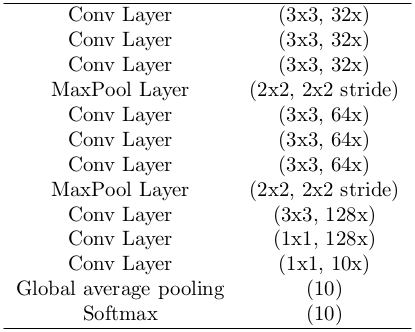 Conv Layer (3x3, 32x)
Conv Layer (3x3, 32x)
Conv Layer (3x3, 32x)
MaxPool Layer (2x2, 2x2 stride)
Conv Layer (3x3, 64x)
Conv Layer (3x3, 64x)
Conv Layer (3x3, 64x)
MaxPool Layer (2x2, 2x2 stride)
Conv Layer (3x3, 128x)
Conv Layer (1x1, 128x)
Conv Layer (1x1, 10x)
Global average pooling (10)
Softmax (10)